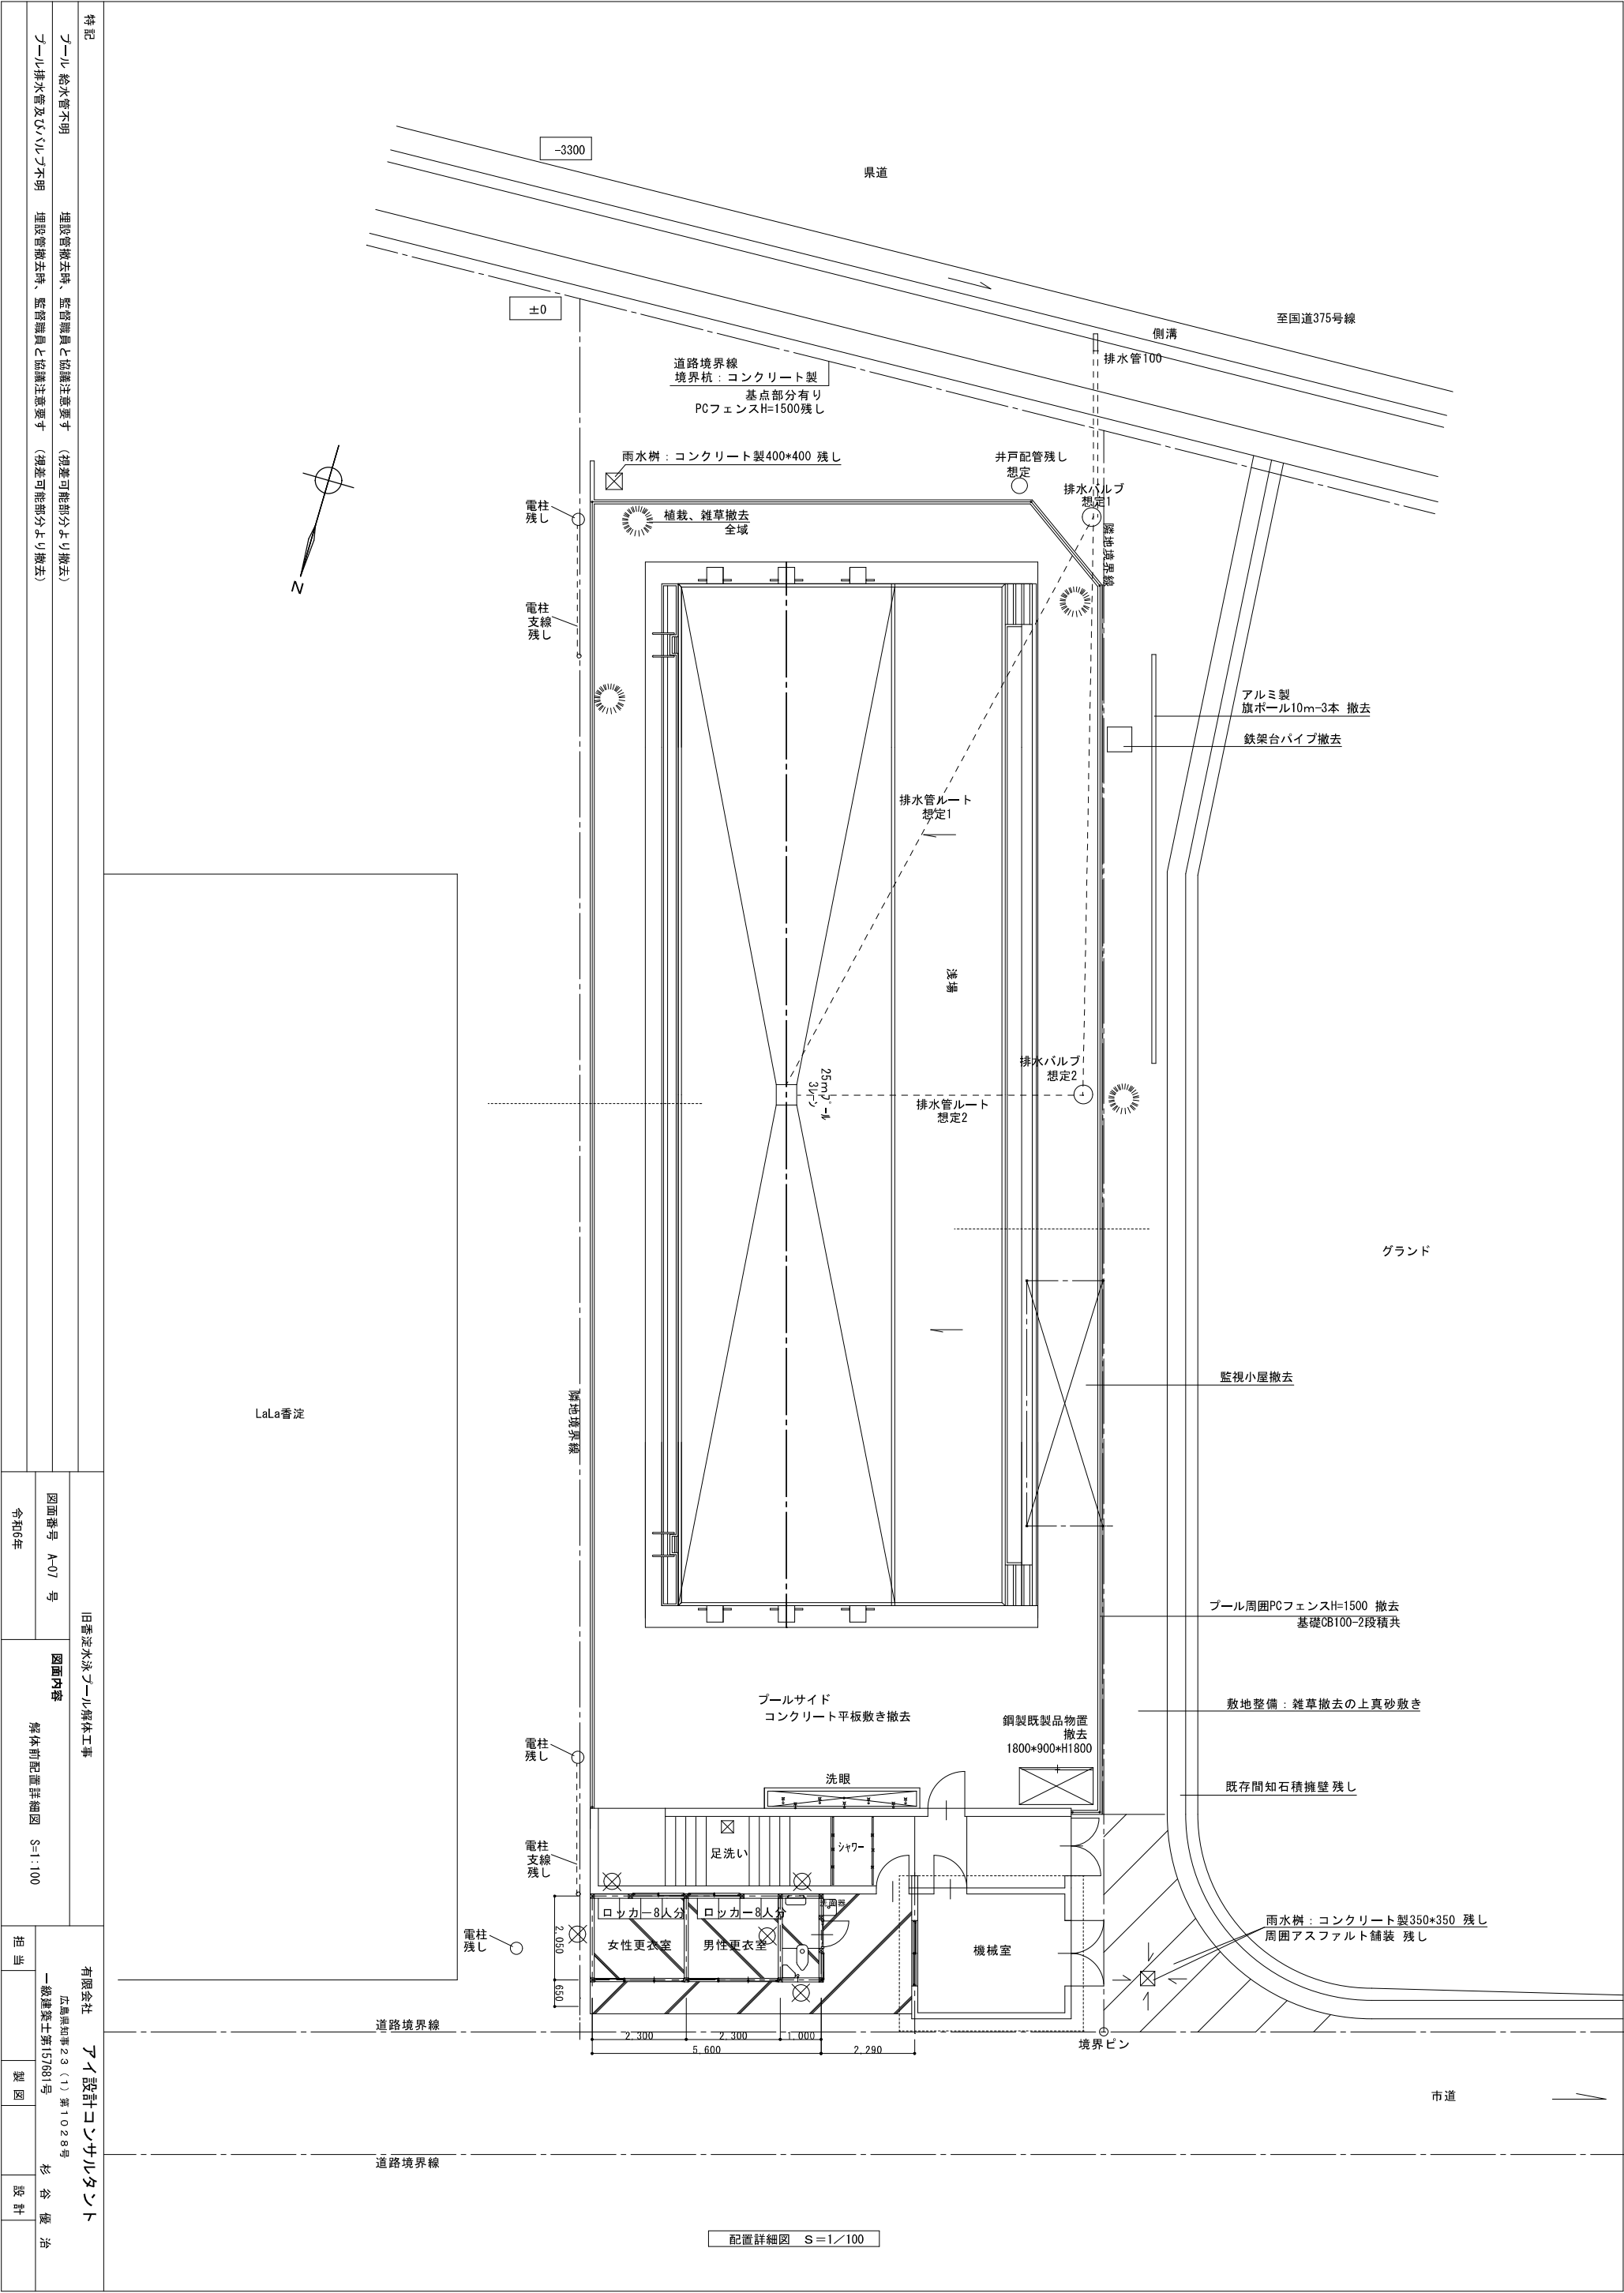 特記
プール 給水管不明　埋設管撤去時、監督職員と協議注意要す　(視差可能部分より撤去)
プール排水管及びバルブ不明　埋設管撤去時、監督職員と協議注意要す　(視差可能部分より撤去)
-3300
県道
±0
至国道375号線
側溝
排水管100
道路境界線
境界杭：コンクリート製
基点部分有り
PCフェンスH=1500残し
雨水桝：コンクリート製400*400 残し
井戸配管残し
想定
排水バルブ
想定1
隣地境界線
電柱
残し
植栽、雑草撤去
全域
N
電柱
支線
残し
アルミ製
旗ポール10m-3本 撤去
鉄架台パイプ撤去
排水管ルート
想定1
浅場
排水バルブ
想定2
25mプール
3レーン
排水管ルート
想定2
グランド
監視小屋撤去
LaLa香淀
隣地境界線
プール周囲PCフェンスH=1500 撤去
基礎CB100-2段積共
プールサイド
コンクリート平板敷き撤去
敷地整備：雑草撤去の上真砂敷き
鋼製既製品物置
撤去
1800*900*H1800
電柱
残し
洗眼
既存間知石積擁壁 残し
電柱
支線
残し
足洗い
シャワー
ロッカー8人分
ロッカー8人分
洗面器
女性更衣室
男性更衣室
機械室
電柱
残し
雨水桝：コンクリート製350*350 残し
周囲アスファルト舗装 残し
2,050
650
道路境界線
2,300
2,300
1,000
5,600
2,290
境界ピン
市道
道路境界線
配置詳細図　S＝1／100
旧香淀水泳プール解体工事
図面番号　A-07　号
令和6年
図面内容
解体前配置詳細図　S=1:100
有限会社　アイ設計コンサルタント
広島県知事23（1）第1028号
一級建築士第157681号　杉 谷 優 治
担 当
製 図
設 計